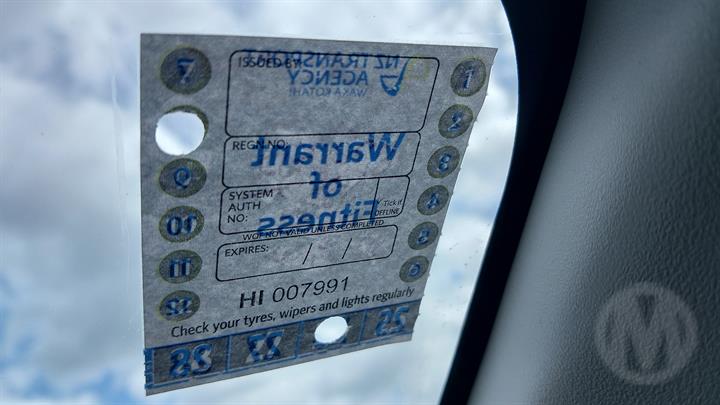 7 1
ISSUED BY:
NZ TRANSPORT
AGENCY
WAKA KOTAHI
2
REGN NO:
Warrant
3
9
SYSTEM
AUTH
NO:
of
Tick if
OFFLINE
4
10
Fitness
WOF NOT VALID UNLESS COMPLETED
5
EXPIRES: / /
11
6
12
HI 007991
Check your tyres, wipers and lights regularly
28 27 25
M